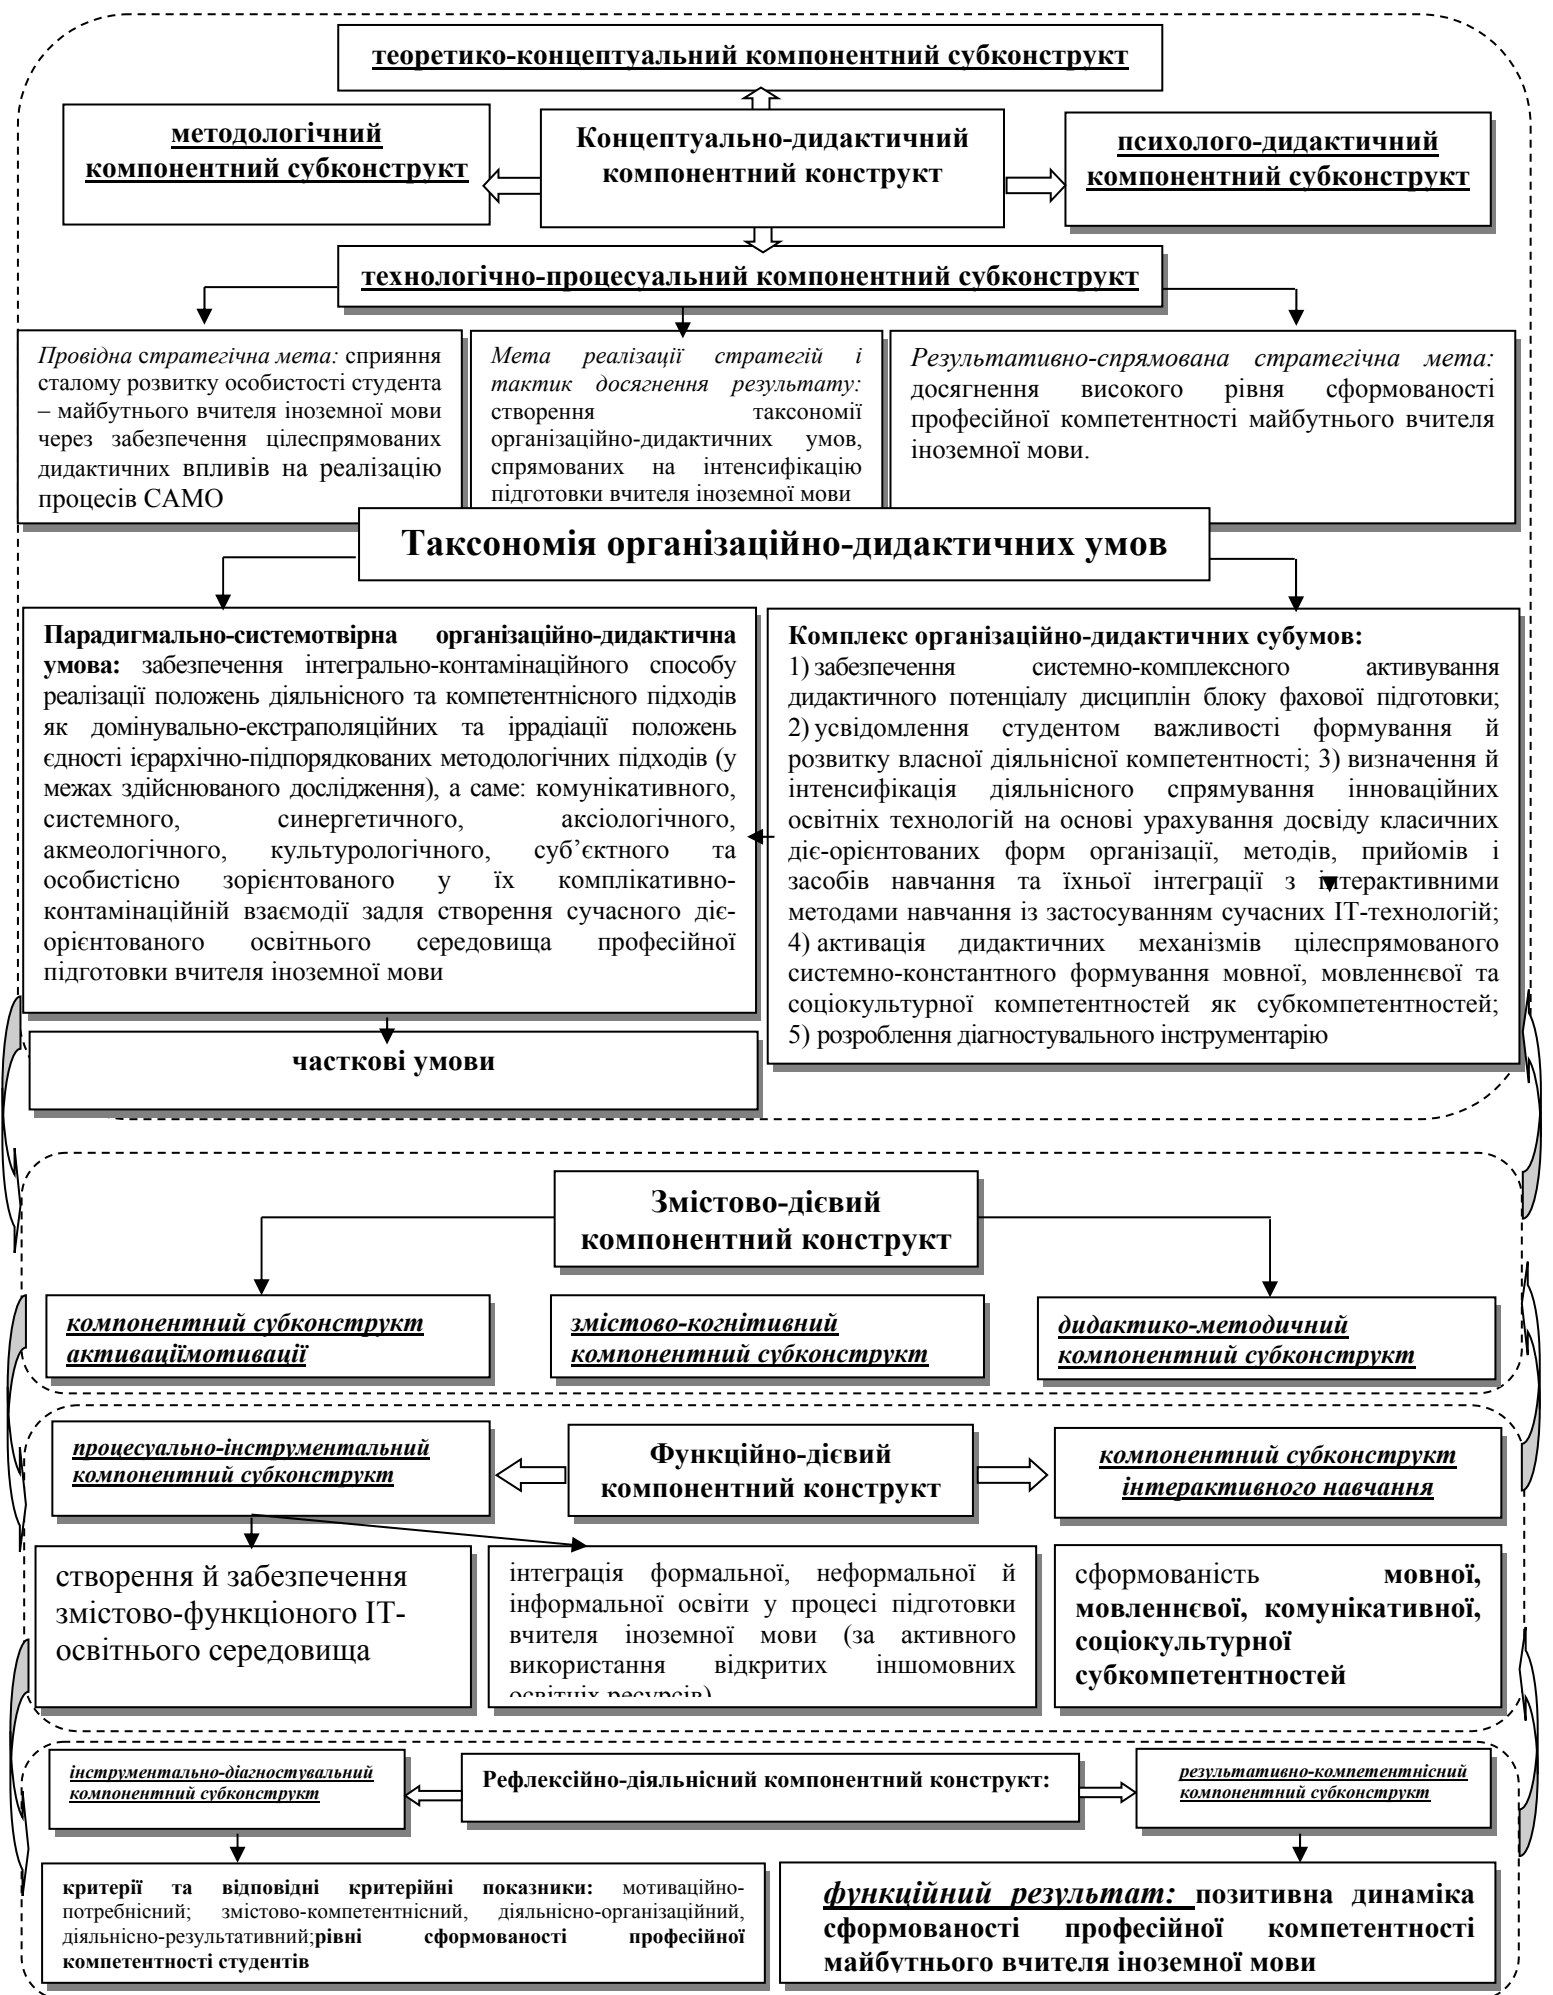 теоретико-концептуальний компонентний субконструкт
методологічний
компонентний субконструкт
Концептуально-дидактичний
компонентний конструкт
психолого-дидактичний
компонентний субконструкт
технологічно-процесуальний компонентний субконструкт
Провідна стратегічна мета: сприяння
сталому розвитку особистості студента
– майбутнього вчителя іноземної мови
через забезпечення цілеспрямованих
дидактичних впливів на реалізацію
процесів САМО
Мета реалізації стратегій і
тактик досягнення результату:
створення таксономії
організаційно-дидактичних умов,
спрямованих на інтенсифікацію
підготовки вчителя іноземної мови
Результативно-спрямована стратегічна мета:
досягнення високого рівня сформованості
професійної компетентності майбутнього вчителя
іноземної мови.
Таксономія організаційно-дидактичних умов
Парадигмально-системотвірна організаційно-дидактична
умова: забезпечення інтегрально-контамінаційного способу
реалізації положень діяльнісного та компетентнісного підходів
як домінувально-екстраполяційних та іррадіації положень
єдності ієрархічно-підпорядкованих методологічних підходів (у
межах здійснюваного дослідження), а саме: комунікативного,
системного, синергетичного, аксіологічного,
акмеологічного, культурологічного, суб’єктного та
особистісно зорієнтованого у їх комплікативно-
контамінаційній взаємодії задля створення сучасного діє-
орієнтованого освітнього середовища професійної
підготовки вчителя іноземної мови
Комплекс організаційно-дидактичних субумов:
1) забезпечення системно-комплексного активування
дидактичного потенціалу дисциплін блоку фахової підготовки;
2) усвідомлення студентом важливості формування й
розвитку власної діяльнісної компетентності; 3) визначення й
інтенсифікація діяльнісного спрямування інноваційних
освітніх технологій на основі урахування досвіду класичних
діє-орієнтованих форм організації, методів, прийомів і
засобів навчання та їхньої інтеграції з інтерактивними
методами навчання із застосуванням сучасних ІТ-технологій;
4) активація дидактичних механізмів цілеспрямованого
системно-константного формування мовної, мовленнєвої та
соціокультурної компетентностей як субкомпетентностей;
5) розроблення діагностувального інструментарію
часткові умови
Змістово-дієвий
компонентний конструкт
компонентний субконструкт
активаціїмотивації
змістово-когнітивний
компонентний субконструкт
дидактико-методичний
компонентний субконструкт
процесуально-інструментальний
компонентний субконструкт
Функційно-дієвий
компонентний конструкт
компонентний субконструкт
інтерактивного навчання
створення й забезпечення
змістово-функціоного ІТ-
освітнього середовища
інтеграція формальної, неформальної й
інформальної освіти у процесі підготовки
вчителя іноземної мови (за активного
використання відкритих іншомовних
освітніх ресурсів)
сформованість мовної,
мовленнєвої, комунікативної,
соціокультурної
субкомпетентностей
інструментально-діагностувальний
компонентний субконструкт
Рефлексійно-діяльнісний компонентний конструкт:
результативно-компетентнісний
компонентний субконструкт
критерії та відповідні критерійні показники: мотиваційно-
потребнісний; змістово-компетентнісний, діяльнісно-організаційний,
діяльнісно-результативний;рівні сформованості професійної
компетентності студентів
функційний результат: позитивна динаміка
сформованості професійної компетентності
майбутнього вчителя іноземної мови